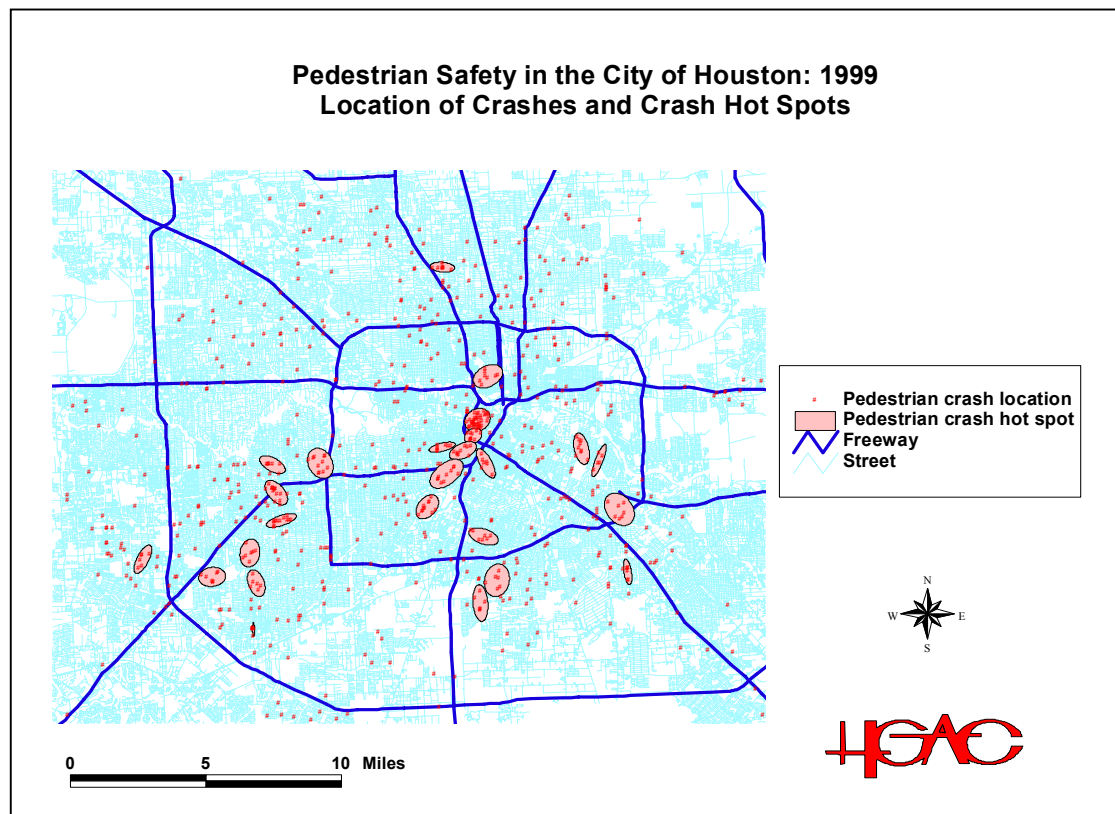 Pedestrian Safety in the City of Houston: 1999
Location of Crashes and Crash Hot Spots
Pedestrian crash location
Pedestrian crash hot spot
Freeway
Street
N
W
E
S
0
5
10
Miles
HGAC